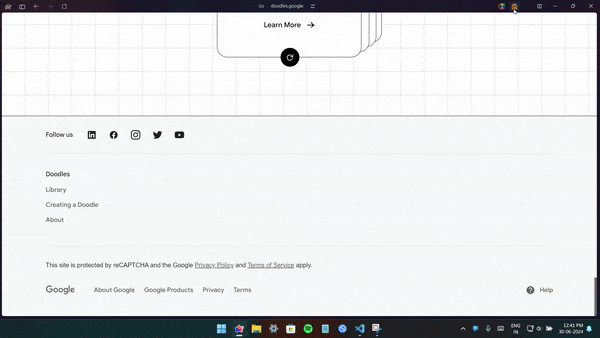 doodles.google
Learn More
Follow us
Doodles
Library
Creating a Doodle
About
This site is protected by reCAPTCHA and the Google Privacy Policy and Terms of Service apply.
Google
About Google
Google Products
Privacy
Terms
Help
ENG
IN
12:41 PM
30-06-2024